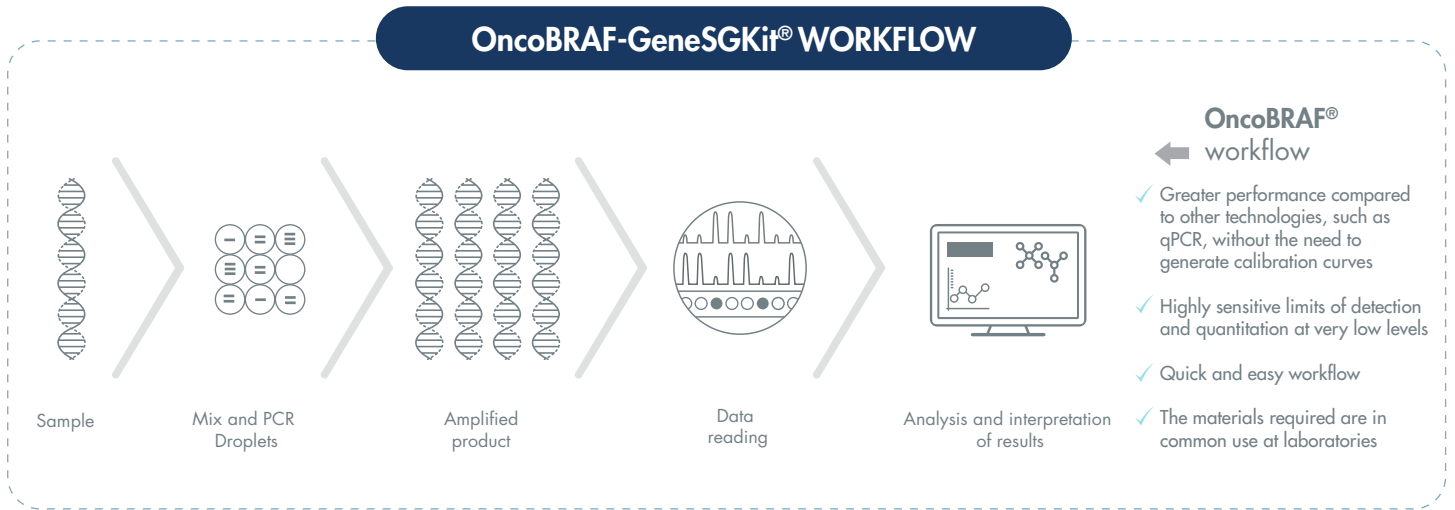 OncoBRAF-GeneSGKit® WORKFLOW
Sample
Mix and PCR
Droplets
Amplified
product
Data
reading
Analysis and interpretation
of results
OncoBRAF®
workflow
Greater performance compared
to other technologies, such as
qPCR, without the need to
generate calibration curves
Highly sensitive limits of detection
and quantitation at very low levels
Quick and easy workflow
The materials required are in
common use at laboratories